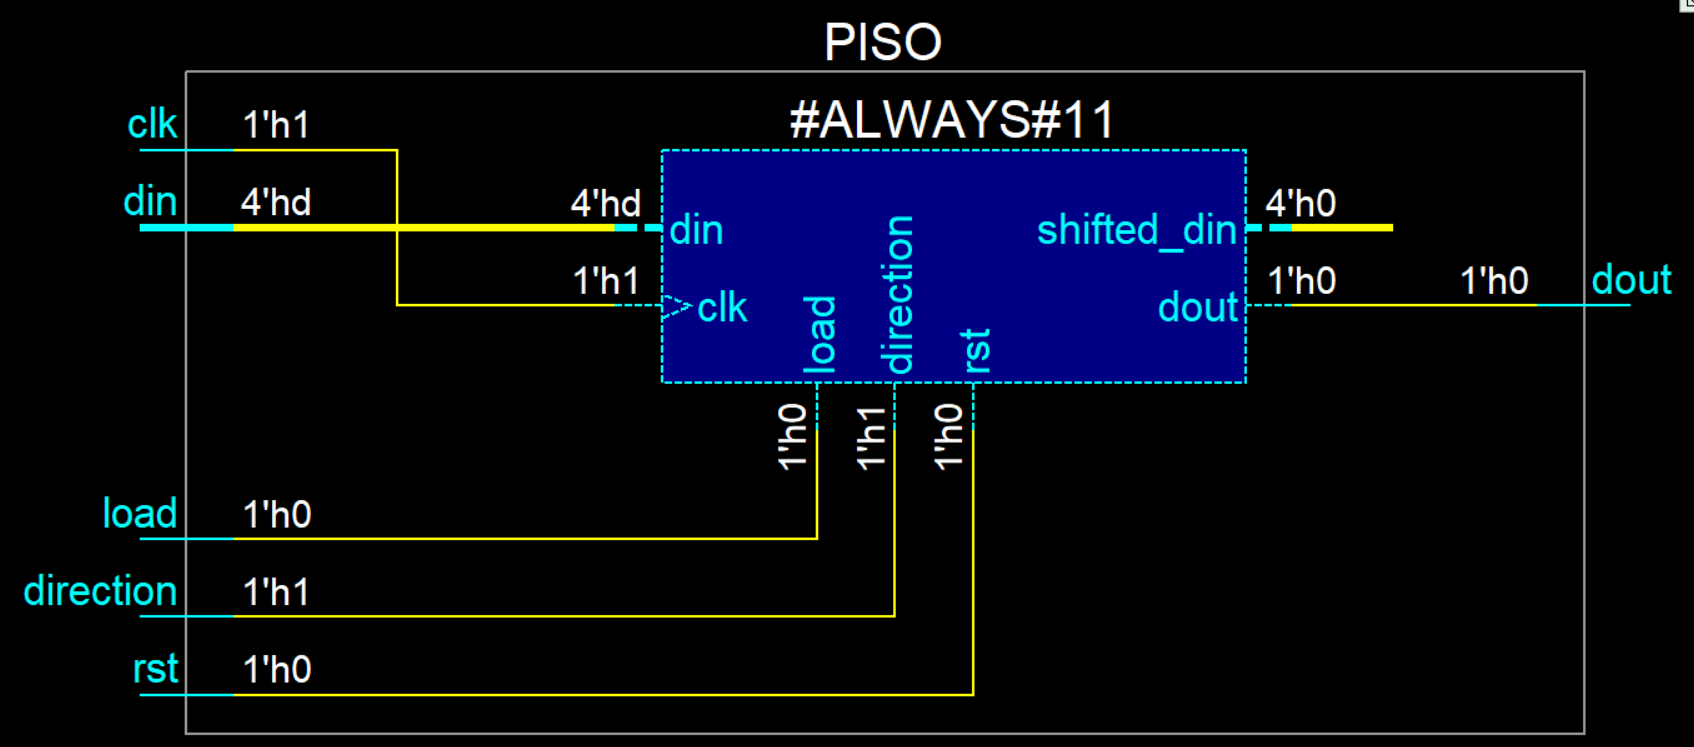 PISO
#ALWAYS#11
clk 1'h1
din 4'hd 4'hd din shifted_din 4'h0
1'h1 clk dout 1'h0 1'h0 dout
load direction rst
1'h0 1'h1 1'h0
load 1'h0
direction 1'h1
rst 1'h0